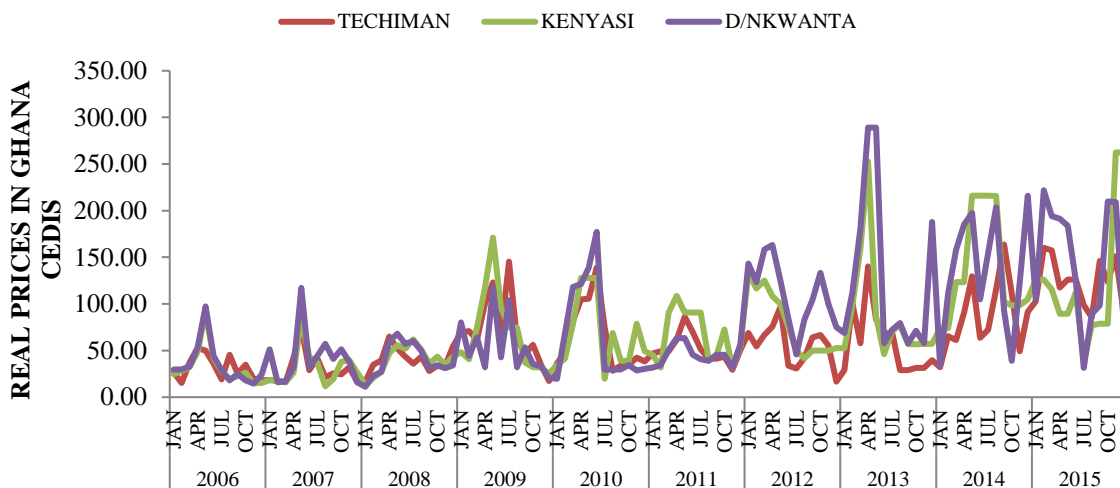 TECHIMAN KENYASI D/NKWANTA
REAL PRICES IN GHANA
CEDIS
350.00
300.00
250.00
200.00
150.00
100.00
50.00
0.00
JAN APR JUL OCT JAN APR JUL OCT JAN APR JUL OCT JAN APR JUL OCT JAN APR JUL OCT JAN APR JUL OCT JAN APR JUL OCT JAN APR JUL OCT JAN APR JUL OCT JAN APR JUL OCT
2006 2007 2008 2009 2010 2011 2012 2013 2014 2015